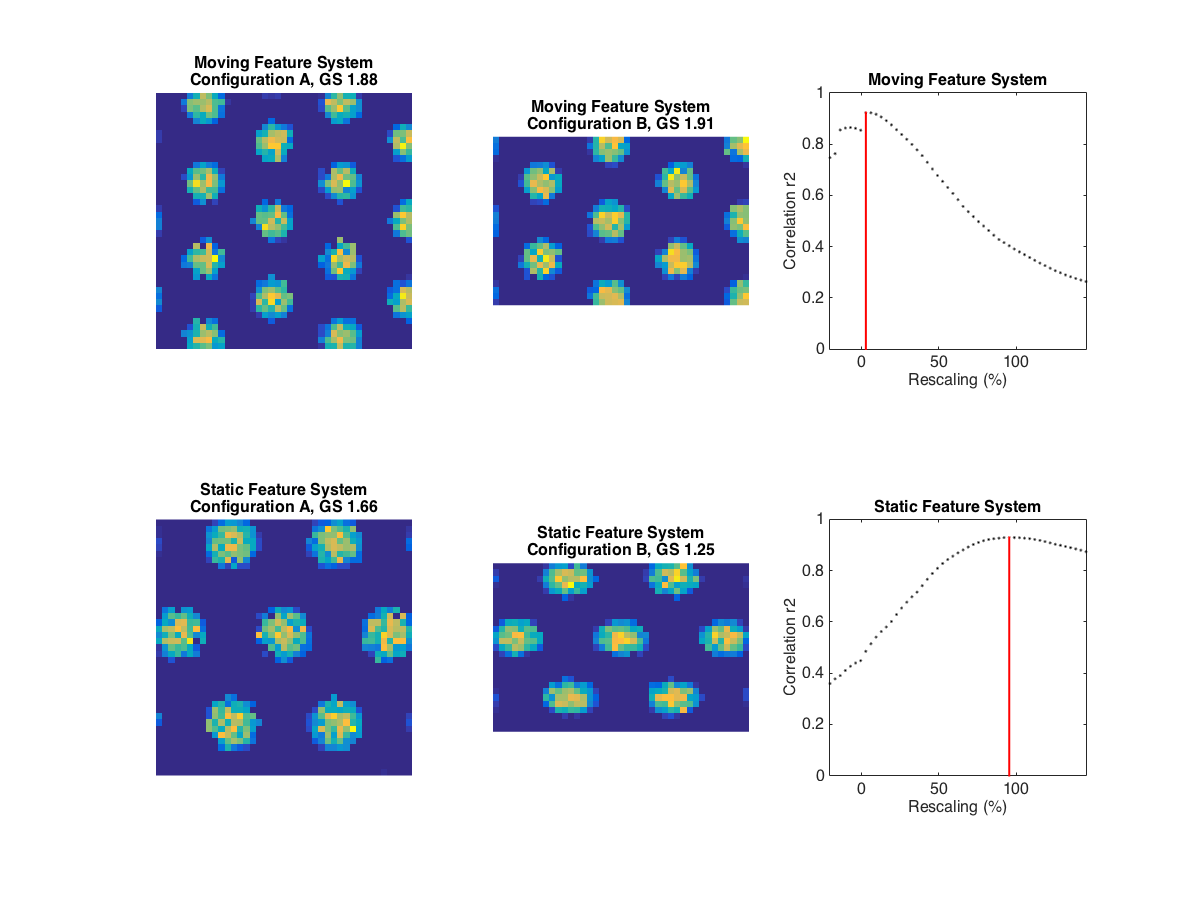 Moving Feature System
Configuration A, GS 1.88
Moving Feature System
Configuration B, GS 1.91
Moving Feature System
1
0.8
0.6
0.4
0.2
0
Correlation r2
0 50 100
Rescaling (%)
Static Feature System
Configuration A, GS 1.66
Static Feature System
Configuration B, GS 1.25
Static Feature System
1
0.8
0.6
0.4
0.2
0
Correlation r2
0 50 100
Rescaling (%)